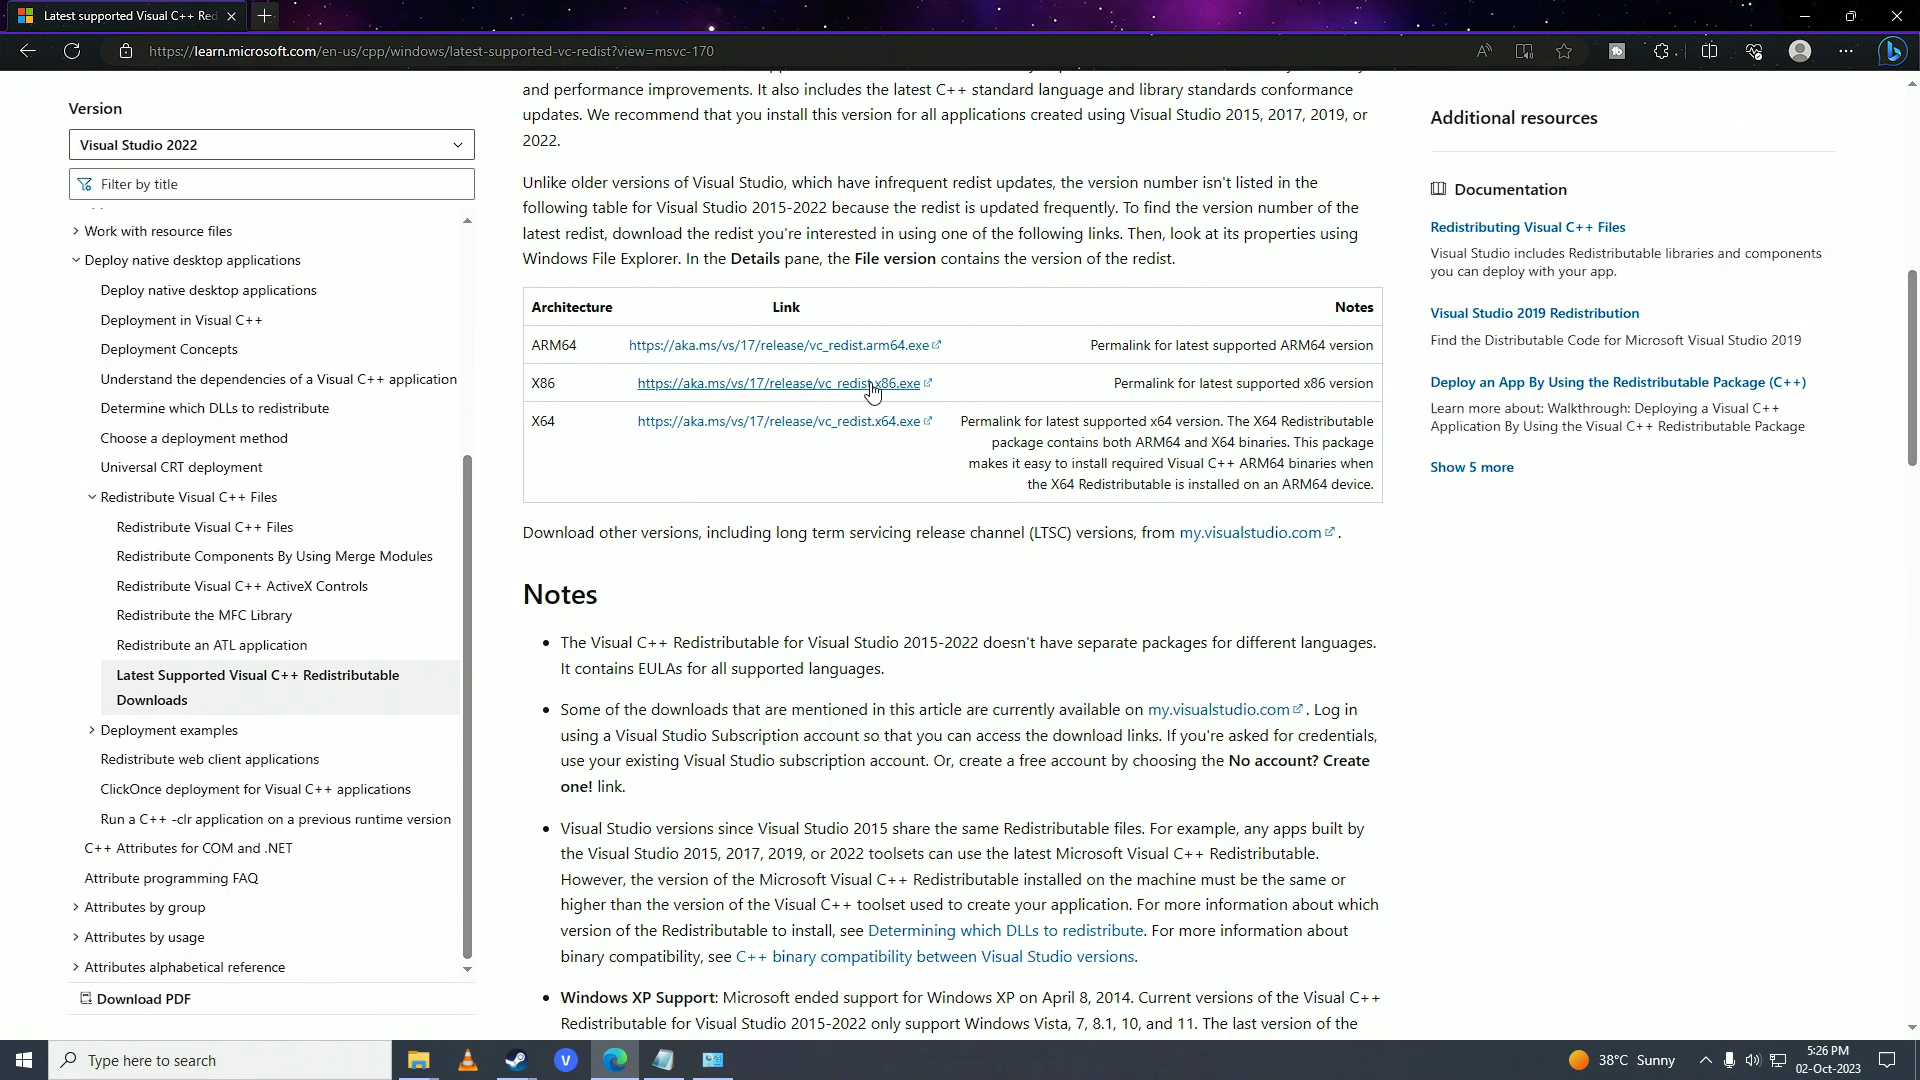 Latest supported Visual C++ Red
https://learn.microsoft.com/en-us/cpp/windows/latest-supported-vc-redist?view=msvc-170
Version
Visual Studio 2022
Filter by title
Work with resource files
Deploy native desktop applications
Deploy native desktop applications
Deployment in Visual C++
Deployment Concepts
Understand the dependencies of a Visual C++ application
Determine which DLLs to redistribute
Choose a deployment method
Universal CRT deployment
Redistribute Visual C++ Files
Redistribute Visual C++ Files
Redistribute Components By Using Merge Modules
Redistribute Visual C++ ActiveX Controls
Redistribute the MFC Library
Redistribute an ATL application
Latest Supported Visual C++ Redistributable
Downloads
Deployment examples
Redistribute web client applications
ClickOnce deployment for Visual C++ applications
Run a C++ -clr application on a previous runtime version
C++ Attributes for COM and .NET
Attribute programming FAQ
Attributes by group
Attributes by usage
Attributes alphabetical reference
Download PDF
and performance improvements. It also includes the latest C++ standard language and library standards conformance
updates. We recommend that you install this version for all applications created using Visual Studio 2015, 2017, 2019, or
2022.
Unlike older versions of Visual Studio, which have infrequent redist updates, the version number isn't listed in the
following table for Visual Studio 2015-2022 because the redist is updated frequently. To find the version number of the
latest redist, download the redist you're interested in using one of the following links. Then, look at its properties using
Windows File Explorer. In the Details pane, the File version contains the version of the redist.
Architecture Link Notes
ARM64 https://aka.ms/vs/17/release/vc_redist.arm64.exe Permalink for latest supported ARM64 version
X86 https://aka.ms/vs/17/release/vc_redist.x86.exe Permalink for latest supported x86 version
X64 https://aka.ms/vs/17/release/vc_redist.x64.exe Permalink for latest supported x64 version. The X64 Redistributable
package contains both ARM64 and X64 binaries. This package
makes it easy to install required Visual C++ ARM64 binaries when
the X64 Redistributable is installed on an ARM64 device.
Download other versions, including long term servicing release channel (LTSC) versions, from my.visualstudio.com .
Notes
• The Visual C++ Redistributable for Visual Studio 2015-2022 doesn't have separate packages for different languages.
It contains EULAs for all supported languages.
• Some of the downloads that are mentioned in this article are currently available on my.visualstudio.com . Log in
using a Visual Studio Subscription account so that you can access the download links. If you're asked for credentials,
use your existing Visual Studio subscription account. Or, create a free account by choosing the No account? Create
one! link.
• Visual Studio versions since Visual Studio 2015 share the same Redistributable files. For example, any apps built by
the Visual Studio 2015, 2017, 2019, or 2022 toolsets can use the latest Microsoft Visual C++ Redistributable.
However, the version of the Microsoft Visual C++ Redistributable installed on the machine must be the same or
higher than the version of the Visual C++ toolset used to create your application. For more information about which
version of the Redistributable to install, see Determining which DLLs to redistribute. For more information about
binary compatibility, see C++ binary compatibility between Visual Studio versions.
• Windows XP Support: Microsoft ended support for Windows XP on April 8, 2014. Current versions of the Visual C++
Redistributable for Visual Studio 2015-2022 only support Windows Vista, 7, 8.1, 10, and 11. The last version of the
Additional resources
Documentation
Redistributing Visual C++ Files
Visual Studio includes Redistributable libraries and components
you can deploy with your app.
Visual Studio 2019 Redistribution
Find the Distributable Code for Microsoft Visual Studio 2019
Deploy an App By Using the Redistributable Package (C++)
Learn more about: Walkthrough: Deploying a Visual C++
Application By Using the Visual C++ Redistributable Package
Show 5 more
Type here to search
38°C Sunny
5:26 PM
02-Oct-2023